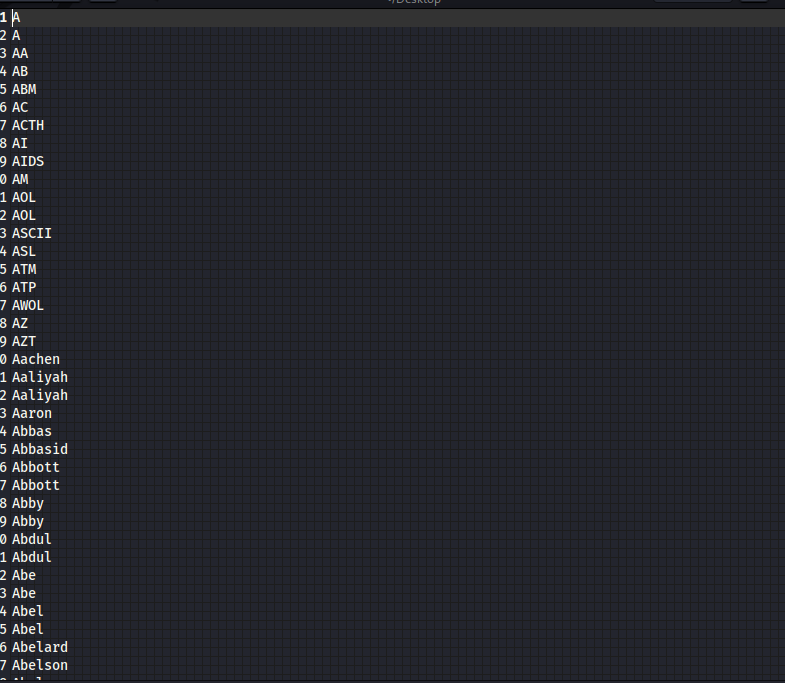 ~/Desktop
1 A
2 A
3 AA
4 AB
5 ABM
6 AC
7 ACTH
8 AI
9 AIDS
0 AM
1 AOL
2 AOL
3 ASCII
4 ASL
5 ATM
6 ATP
7 AWOL
8 AZ
9 AZT
0 Aachen
1 Aaliyah
2 Aaliyah
3 Aaron
4 Abbas
5 Abbasid
6 Abbott
7 Abbott
8 Abby
9 Abby
0 Abdul
1 Abdul
2 Abe
3 Abe
4 Abel
5 Abel
6 Abelard
7 Abelson